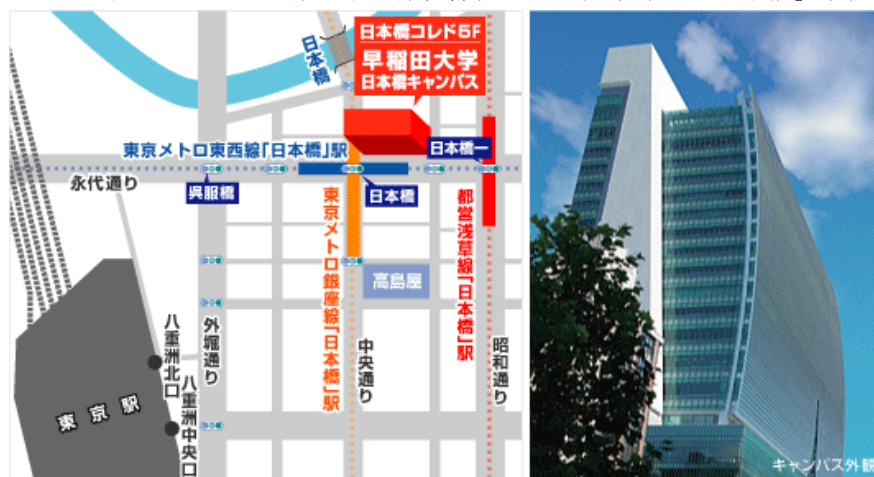 日本橋コレド5F
早稲田大学
日本橋キャンパス
日本橋
東京メトロ東西線「日本橋」駅
日本橋一
永代通り
呉服橋
日本橋
東京メトロ銀座線「日本橋」駅
都営浅草線「日本橋」駅
高島屋
八重洲北口
外堀通り
中央通り
昭和通り
八重洲中央口
東京駅
キャンパス外観